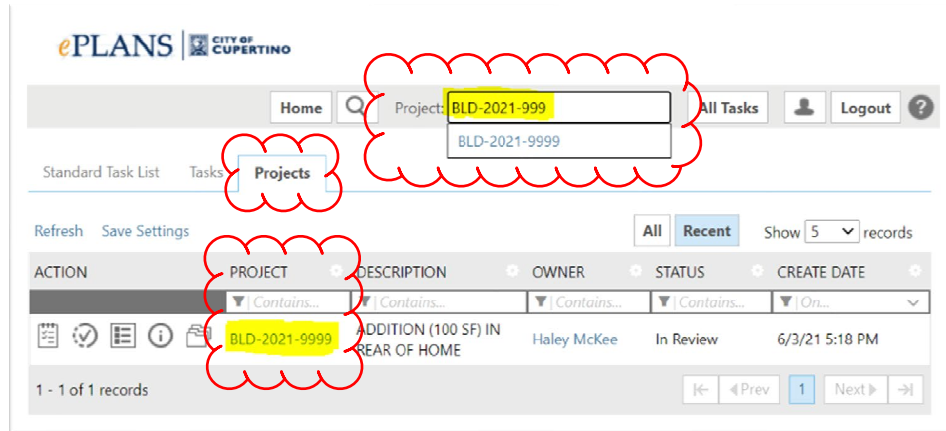 ePLANS CITY OF CUPERTINO
Home Project: BLD-2021-999 All Tasks Logout ?
BLD-2021-9999
Standard Task List Tasks Projects
Refresh Save Settings All Recent Show 5 records
ACTION PROJECT DESCRIPTION OWNER STATUS CREATE DATE
Contains... Contains... Contains... Contains... On...
BLD-2021-9999 ADDITION (100 SF) IN Haley McKee In Review 6/3/21 5:18 PM
REAR OF HOME
1 - 1 of 1 records Prev 1 Next